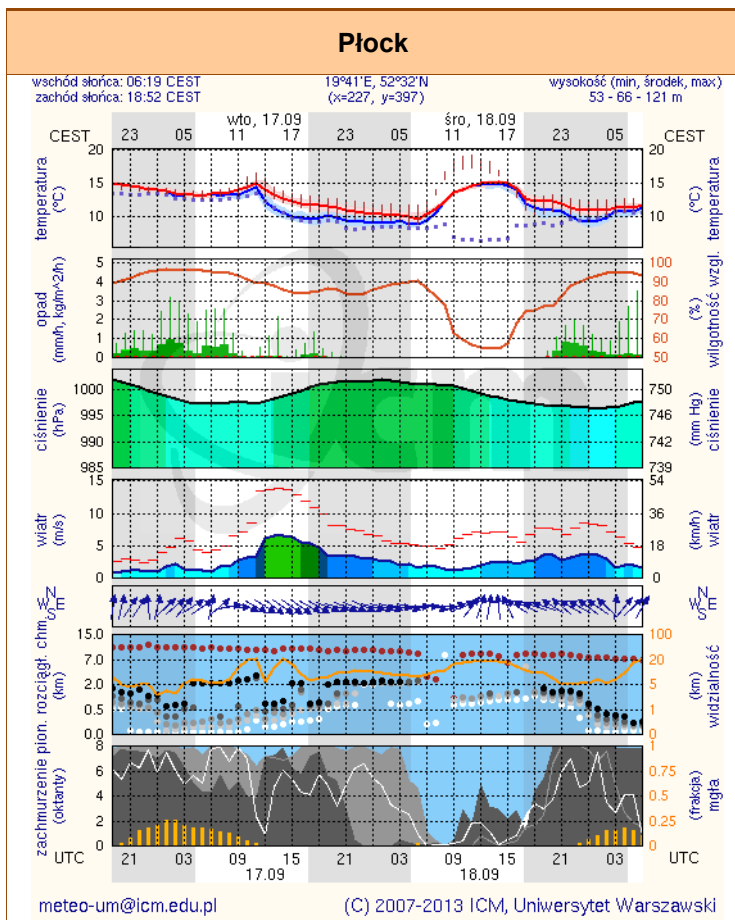 Płock
wschód słońca: 06:19 CEST 19°41'E, 52°32'N wysokość (min, środek, max)
zachód słońca: 18:52 CEST (x=227, y=397) 53 - 66 - 121 m
wto, 17.09 śro, 18.09
CEST 23 05 11 17 23 05 11 17 23 05 CEST
temperatura
(°C)
20
15
10
20
15
10
(°C)
temperatura
opad
(mm/h, kg/m^2/h)
5
4
3
2
1
0
100
90
80
70
60
50
(%)
wilgotność wzgl.
ciśnienie
(hPa)
1000
995
990
985
750
746
742
739
(mm Hg)
ciśnienie
wiatr
(m/s)
15
10
5
0
54
36
18
0
(km/h)
wiatr
N
W E
S
N
W E
S
pion. rozciągł. chm
(km)
15.0
7.0
2.0
0.5
0.0
100
20
5
1
0
(km)
widzialność
zachmurzenie
(oktanty)
8
6
4
2
0
1
0.75
0.5
0.25
0
(frakcja)
mgła
icm
UTC 21 03 09 15 21 03 09 15 21 03 UTC
17.09 18.09
meteo-um@icm.edu.pl (C) 2007-2013 ICM, Uniwersytet Warszawski